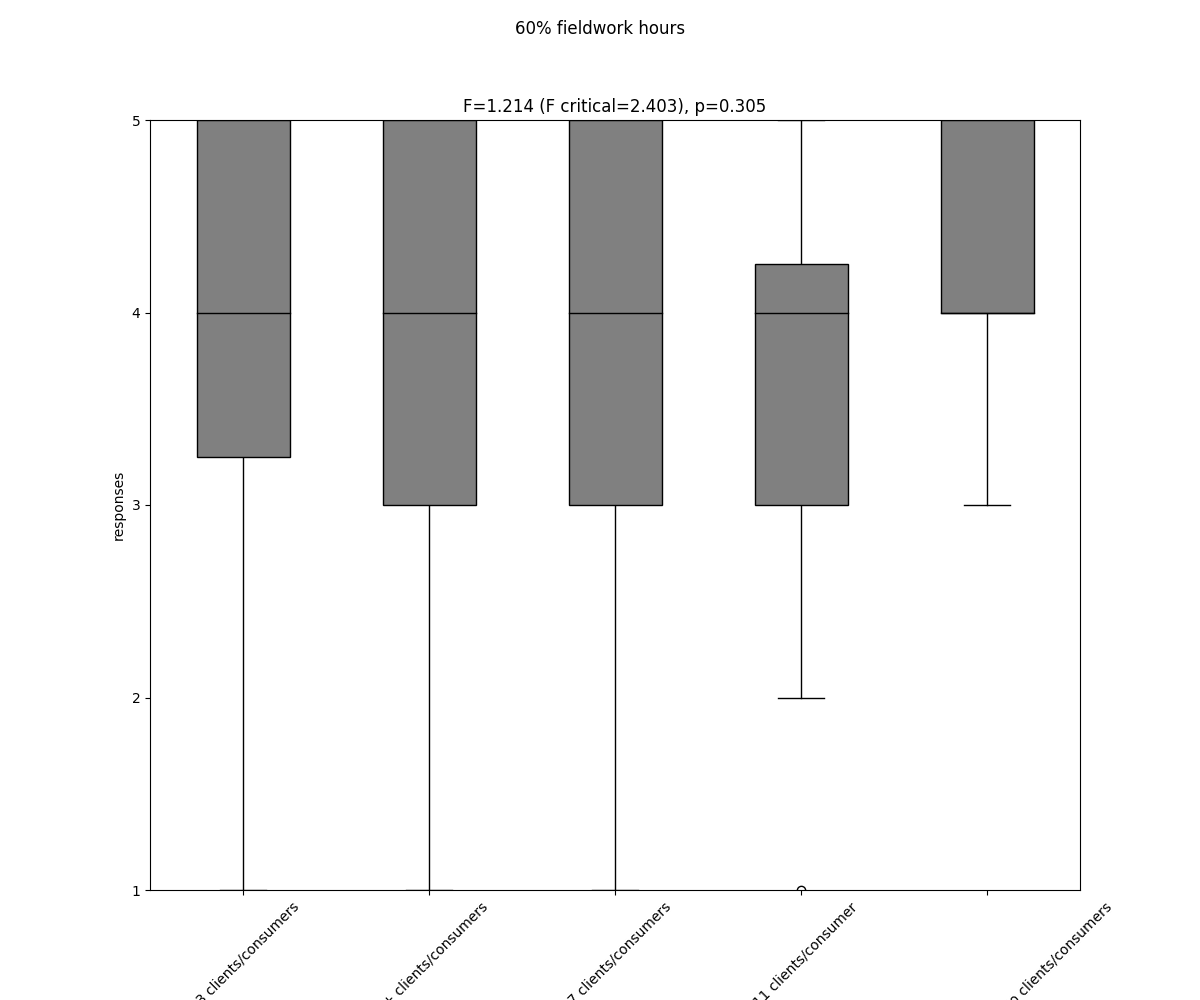 60% fieldwork hours
F=1.214 (F critical=2.403), p=0.305
5
4
3
2
1
responses
3 clients/consumers
clients/consumers
7 clients/consumers
11 clients/consumer
clients/consumers